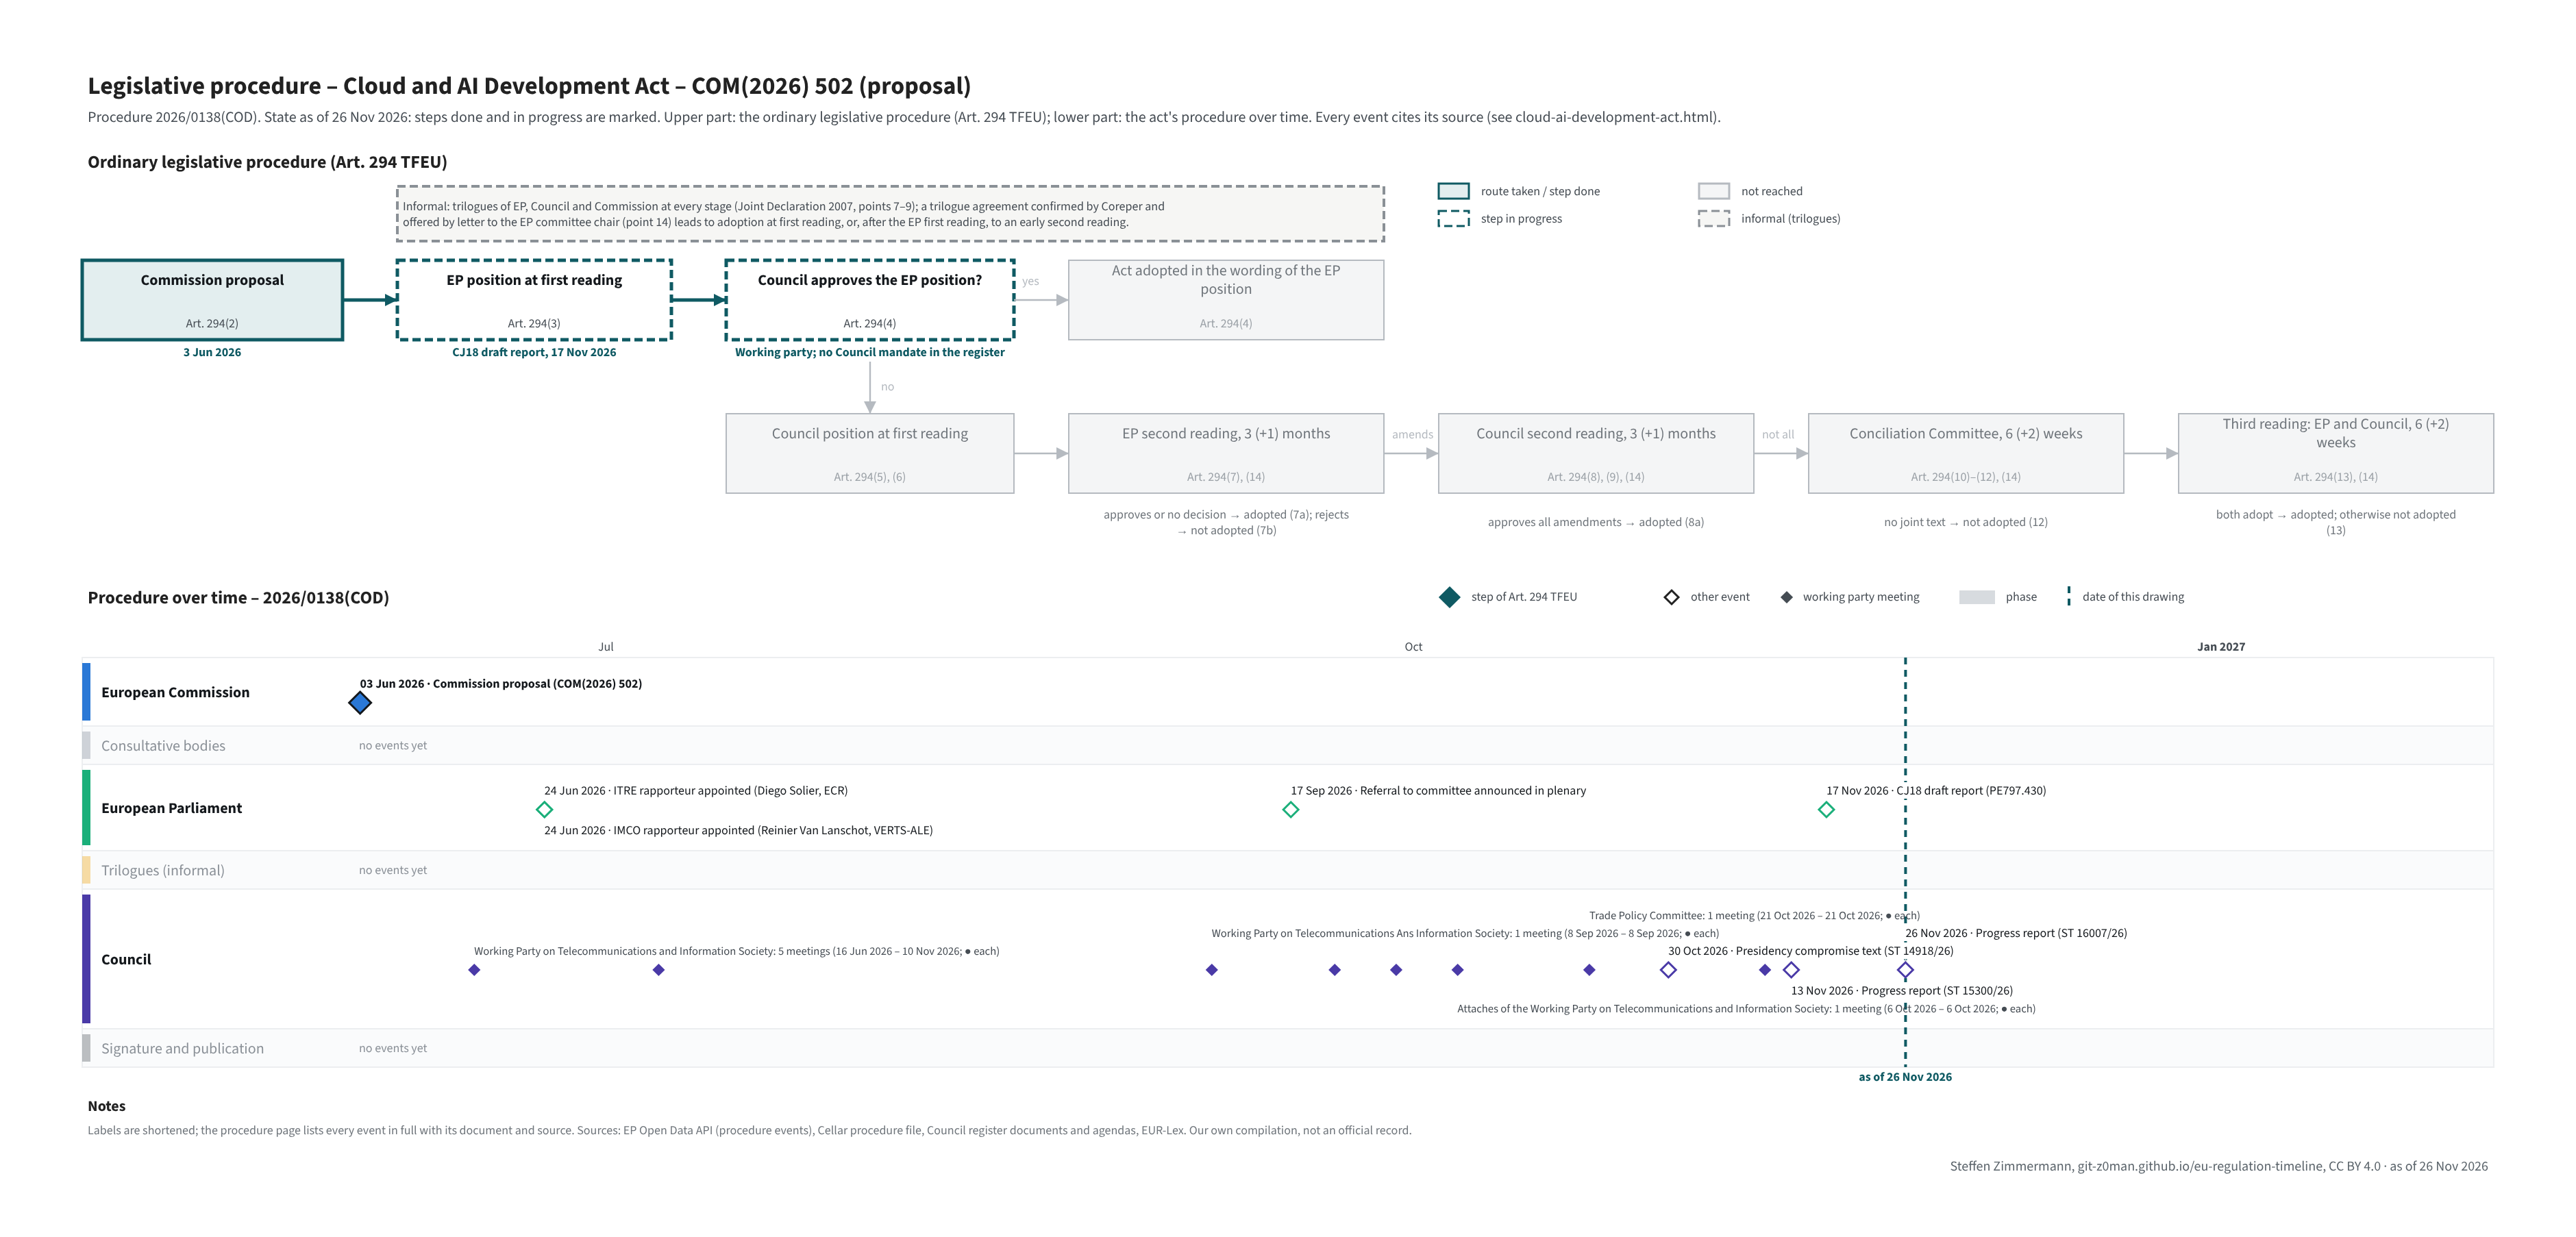 Legislative procedure – Cloud and AI Development Act – COM(2026) 502 (proposal)
Procedure 2026/0138(COD). State as of 26 Nov 2026: steps done and in progress are marked. Upper part: the ordinary legislative procedure (Art. 294 TFEU); lower part: the act's procedure over time. Every event cites its source (see cloud-ai-development-act.html).
Ordinary legislative procedure (Art. 294 TFEU)
Informal: trilogues of EP, Council and Commission at every stage (Joint Declaration 2007, points 7–9); a trilogue agreement confirmed by Coreper and
offered by letter to the EP committee chair (point 14) leads to adoption at first reading, or, after the EP first reading, to an early second reading.
route taken / step done
not reached
step in progress
informal (trilogues)
Commission proposal
Art. 294(2)
3 Jun 2026
EP position at first reading
Art. 294(3)
CJ18 draft report, 17 Nov 2026
Council approves the EP position?
Art. 294(4)
Working party; no Council mandate in the register
yes
Act adopted in the wording of the EP
position
Art. 294(4)
no
Council position at first reading
Art. 294(5), (6)
EP second reading, 3 (+1) months
Art. 294(7), (14)
approves or no decision → adopted (7a); rejects
→ not adopted (7b)
amends
Council second reading, 3 (+1) months
Art. 294(8), (9), (14)
approves all amendments → adopted (8a)
not all
Conciliation Committee, 6 (+2) weeks
Art. 294(10)–(12), (14)
no joint text → not adopted (12)
Third reading: EP and Council, 6 (+2)
weeks
Art. 294(13), (14)
both adopt → adopted; otherwise not adopted
(13)
Procedure over time – 2026/0138(COD)
step of Art. 294 TFEU
other event
working party meeting
phase
date of this drawing
Jul
Oct
Jan 2027
European Commission
03 Jun 2026 · Commission proposal (COM(2026) 502)
Consultative bodies
no events yet
European Parliament
24 Jun 2026 · ITRE rapporteur appointed (Diego Solier, ECR)
24 Jun 2026 · IMCO rapporteur appointed (Reinier Van Lanschot, VERTS-ALE)
17 Sep 2026 · Referral to committee announced in plenary
17 Nov 2026 · CJ18 draft report (PE797.430)
Trilogues (informal)
no events yet
Council
Trade Policy Committee: 1 meeting (21 Oct 2026 – 21 Oct 2026; ● each)
Working Party on Telecommunications Ans Information Society: 1 meeting (8 Sep 2026 – 8 Sep 2026; ● each)
26 Nov 2026 · Progress report (ST 16007/26)
Working Party on Telecommunications and Information Society: 5 meetings (16 Jun 2026 – 10 Nov 2026; ● each)
30 Oct 2026 · Presidency compromise text (ST 14918/26)
13 Nov 2026 · Progress report (ST 15300/26)
Attaches of the Working Party on Telecommunications and Information Society: 1 meeting (6 Oct 2026 – 6 Oct 2026; ● each)
Signature and publication
no events yet
as of 26 Nov 2026
Notes
Labels are shortened; the procedure page lists every event in full with its document and source. Sources: EP Open Data API (procedure events), Cellar procedure file, Council register documents and agendas, EUR-Lex. Our own compilation, not an official record.
Steffen Zimmermann, git-z0man.github.io/eu-regulation-timeline, CC BY 4.0 · as of 26 Nov 2026